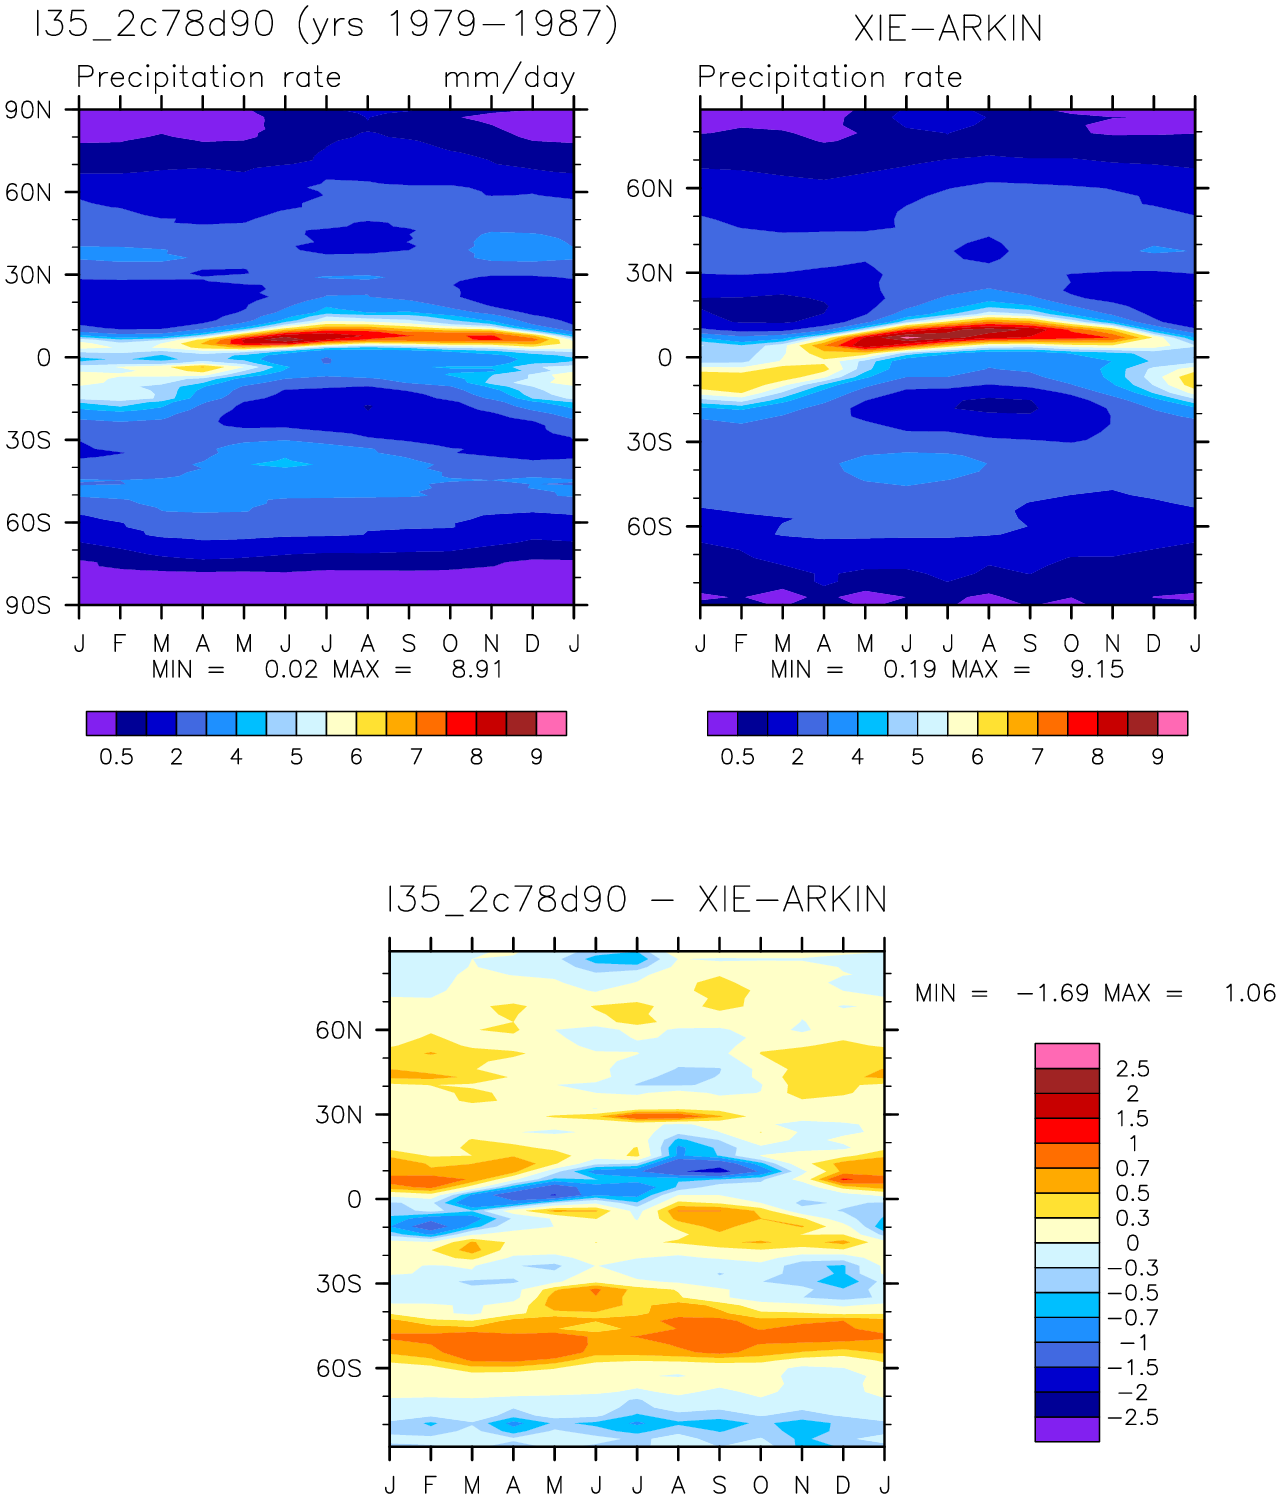 I35_2c78d90 (yrs 1979-1987)
Precipitation rate mm/day
90N
60N
30N
0
30S
60S
90S
J F M A M J J A S O N D J
MIN = 0.02 MAX = 8.91
0.5 2 4 5 6 7 8 9
XIE-ARKIN
Precipitation rate
60N
30N
0
30S
60S
J F M A M J J A S O N D J
MIN = 0.19 MAX = 9.15
0.5 2 4 5 6 7 8 9
I35_2c78d90 - XIE-ARKIN
60N
30N
0
30S
60S
J F M A M J J A S O N D J
MIN = -1.69 MAX = 1.06
2.5
2
1.5
1
0.7
0.5
0.3
0
-0.3
-0.5
-0.7
-1
-1.5
-2
-2.5